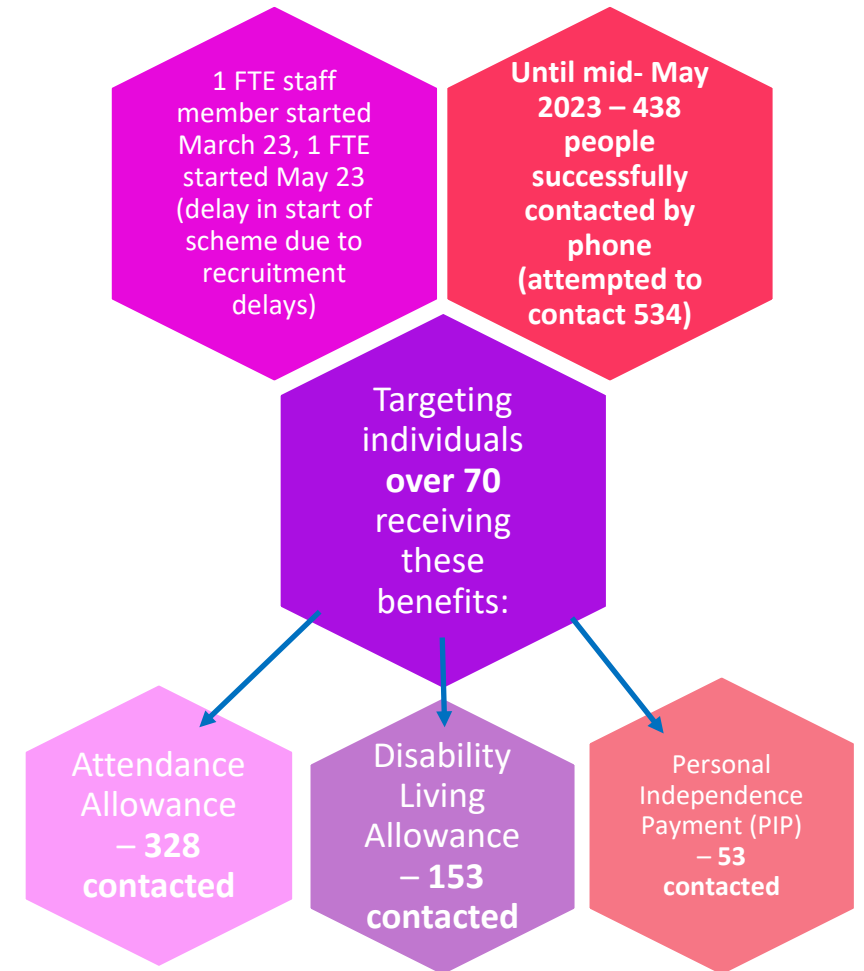 1 FTE staff
member started
March 23, 1 FTE
started May 23
(delay in start of
scheme due to
recruitment
delays)
Until mid- May
2023 – 438
people
successfully
contacted by
phone
(attempted to
contact 534)
Targeting
individuals
over 70
receiving
these
benefits:
Attendance
Allowance
– 328
contacted
Disability
Living
Allowance
– 153
contacted
Personal
Independence
Payment (PIP)
– 53
contacted